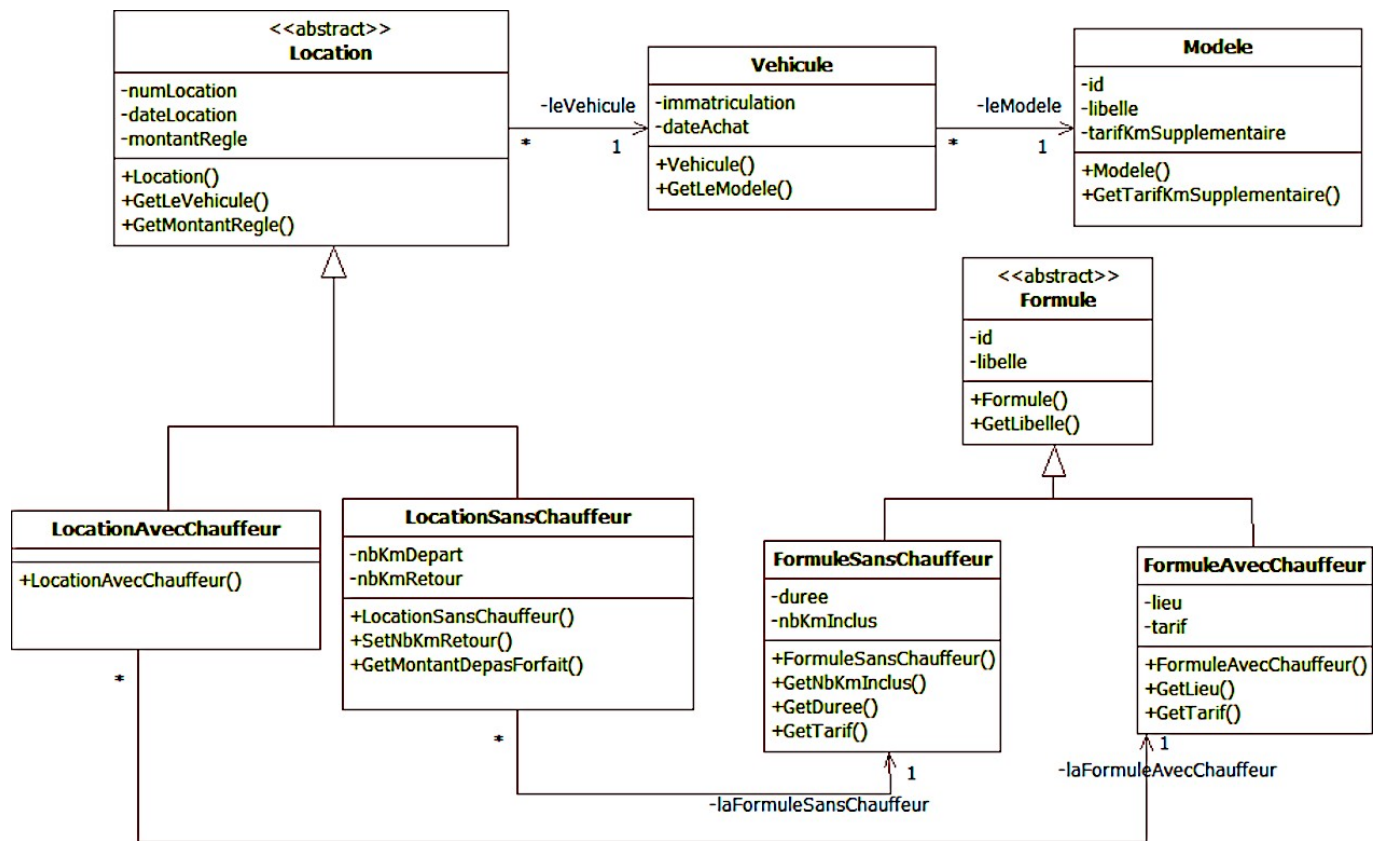 <<abstract>>
Location
-numLocation
-dateLocation
-montantRegle
+Location()
+GetLeVehicule()
+GetMontantRegle()
-leVehicule
*
1
Vehicule
-immatriculation
-dateAchat
+Vehicule()
+GetLeModele()
-leModele
*
1
Modele
-id
-libelle
-tarifKmSupplementaire
+Modele()
+GetTarifKmSupplementaire()
<<abstract>>
Formule
-id
-libelle
+Formule()
+GetLibelle()
LocationAvecChauffeur
+LocationAvecChauffeur()
*
LocationSansChauffeur
-nbKmDepart
-nbKmRetour
+LocationSansChauffeur()
+SetNbKmRetour()
+GetMontantDepasForfait()
*
FormuleSansChauffeur
-duree
-nbKmInclus
+FormuleSansChauffeur()
+GetNbKmInclus()
+GetDuree()
+GetTarif()
1
-laFormuleSansChauffeur
FormuleAvecChauffeur
-lieu
-tarif
+FormuleAvecChauffeur()
+GetLieu()
+GetTarif()
1
-laFormuleAvecChauffeur